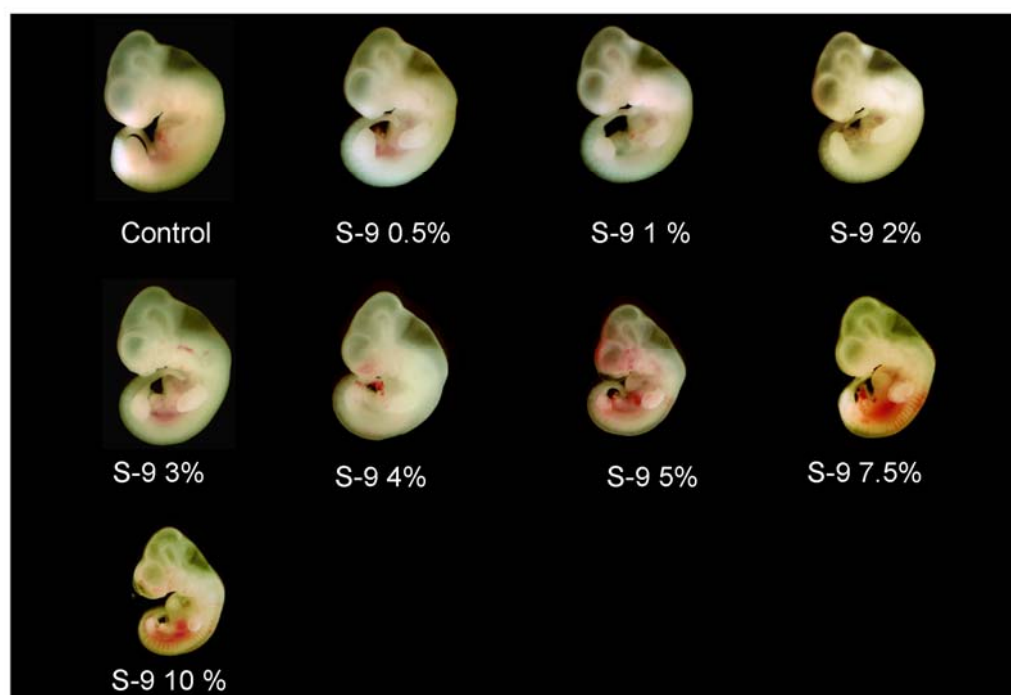 Control
S-9 0.5%
S-9 1 %
S-9 2%
S-9 3%
S-9 4%
S-9 5%
S-9 7.5%
S-9 10 %